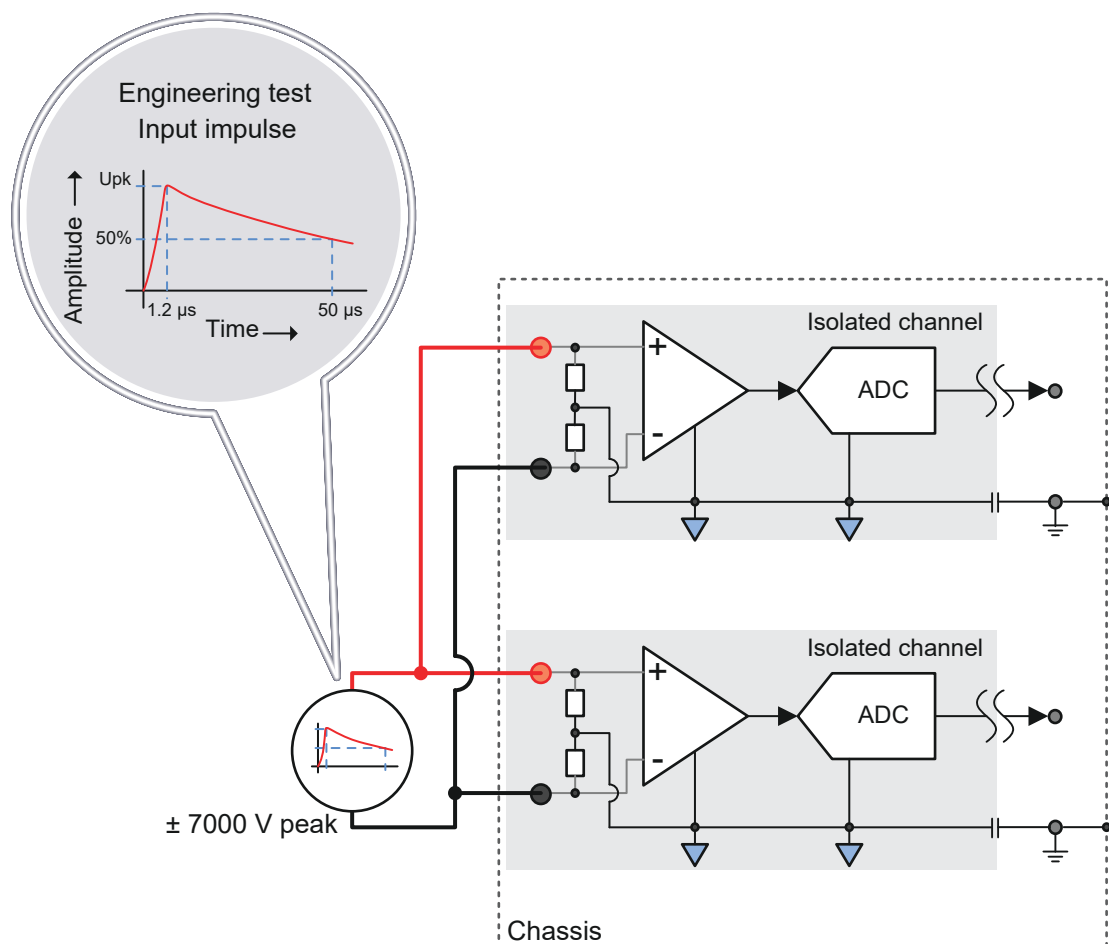 Engineering test
Input impulse
Amplitude
Upk
50%
1.2 µs
50 µs
Time
Isolated channel
+
-
ADC
Isolated channel
+
-
ADC
± 7000 V peak
Chassis